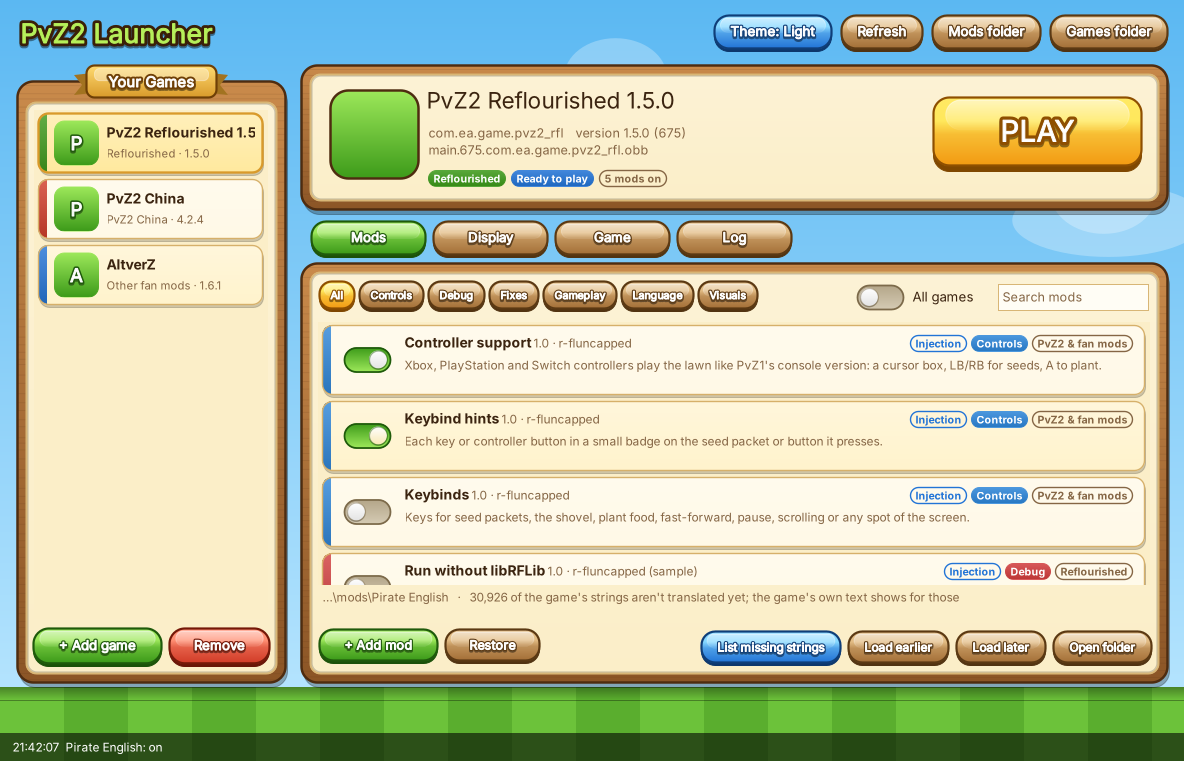 PvZ2 Launcher
Theme: Light
Refresh
Mods folder
Games folder
Your Games
P
PvZ2 Reflourished 1.5
Reflourished · 1.5.0
P
PvZ2 China
PvZ2 China · 4.2.4
A
AltverZ
Other fan mods · 1.6.1
+ Add game
Remove
PvZ2 Reflourished 1.5.0
com.ea.game.pvz2_rfl version 1.5.0 (675)
main.675.com.ea.game.pvz2_rfl.obb
Reflourished Ready to play 5 mods on
PLAY
Mods
Display
Game
Log
All
Controls
Debug
Fixes
Gameplay
Language
Visuals
All games
Search mods
Controller support 1.0 · r-fluncapped
Injection Controls PvZ2 & fan mods
Xbox, PlayStation and Switch controllers play the lawn like PvZ1's console version: a cursor box, LB/RB for seeds, A to plant.
Keybind hints 1.0 · r-fluncapped
Injection Controls PvZ2 & fan mods
Each key or controller button in a small badge on the seed packet or button it presses.
Keybinds 1.0 · r-fluncapped
Injection Controls PvZ2 & fan mods
Keys for seed packets, the shovel, plant food, fast-forward, pause, scrolling or any spot of the screen.
Run without libRFLib 1.0 · r-fluncapped (sample)
Injection Debug Reflourished
...\mods\Pirate English · 30,926 of the game's strings aren't translated yet; the game's own text shows for those
+ Add mod
Restore
List missing strings
Load earlier
Load later
Open folder
21:42:07 Pirate English: on